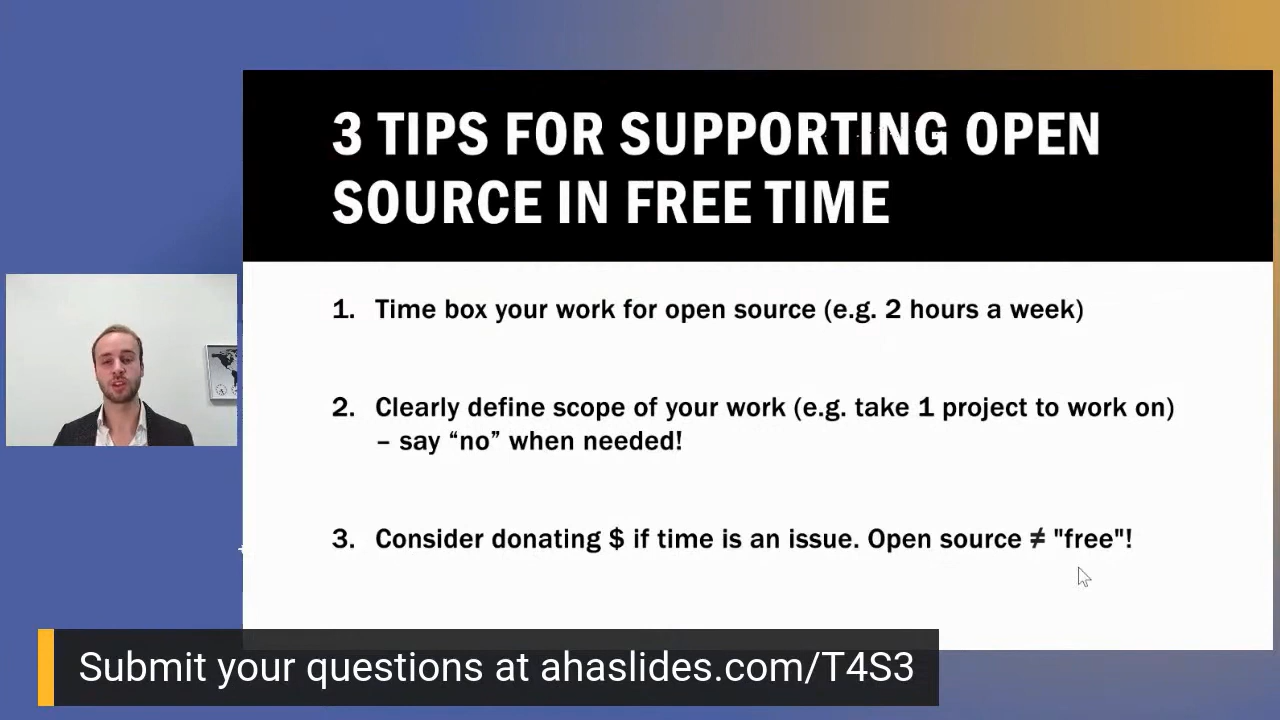 3 TIPS FOR SUPPORTING OPEN
SOURCE IN FREE TIME
1. Time box your work for open source (e.g. 2 hours a week)
2. Clearly define scope of your work (e.g. take 1 project to work on)
– say “no” when needed!
3. Consider donating $ if time is an issue. Open source ≠ "free"!
Submit your questions at ahaslides.com/T4S3